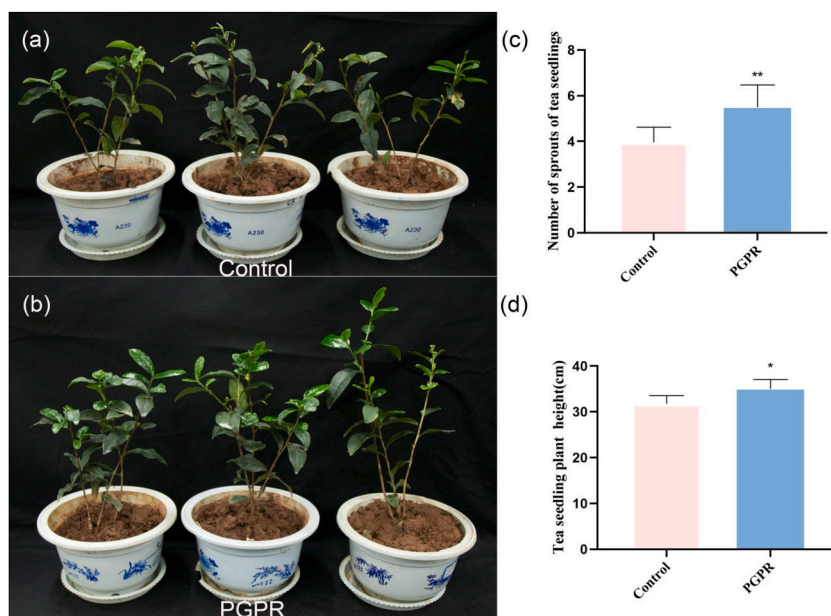 (a)
A230
A230
A230
Control
(b)
PGPR
(c)
Number of sprouts of tea seedlings
8
6
4
2
0
**
Control
PGPR
(d)
Tea seedling plant height(cm)
40
30
20
10
0
*
Control
PGPR